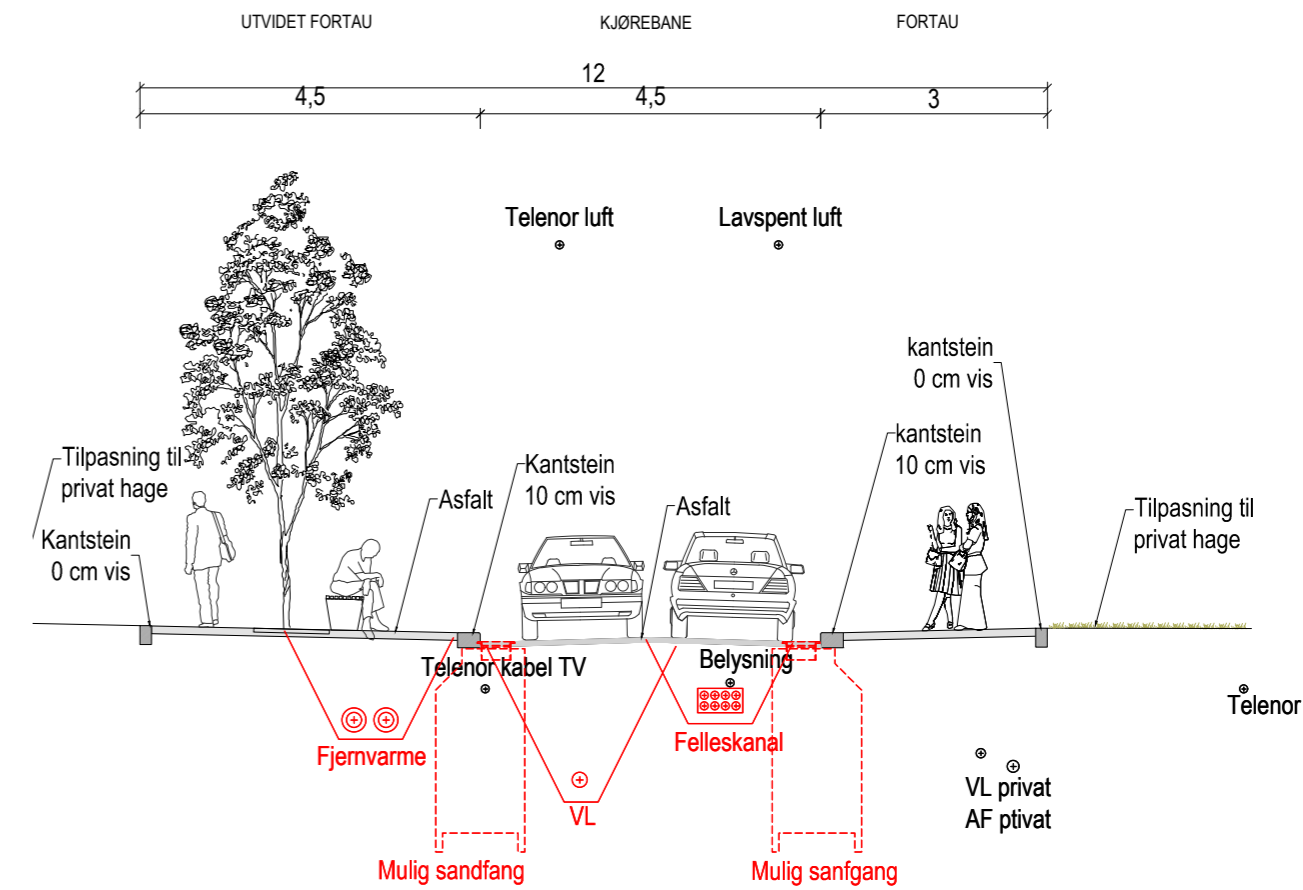 UTVIDET FORTAU
KJØREBANE
FORTAU
12
4,5
4,5
3
Telenor luft
Lavspent luft
kantstein
0 cm vis
kantstein
10 cm vis
Tilpasning til
privat hage
Kantstein
10 cm vis
Asfalt
Asfalt
Tilpasning til
privat hage
Kantstein
0 cm vis
Telenor kabel TV
Belysning
Telenor
Fjernvarme
Felleskanal
VL
VL privat
AF ptivat
Mulig sandfang
Mulig sanfgang